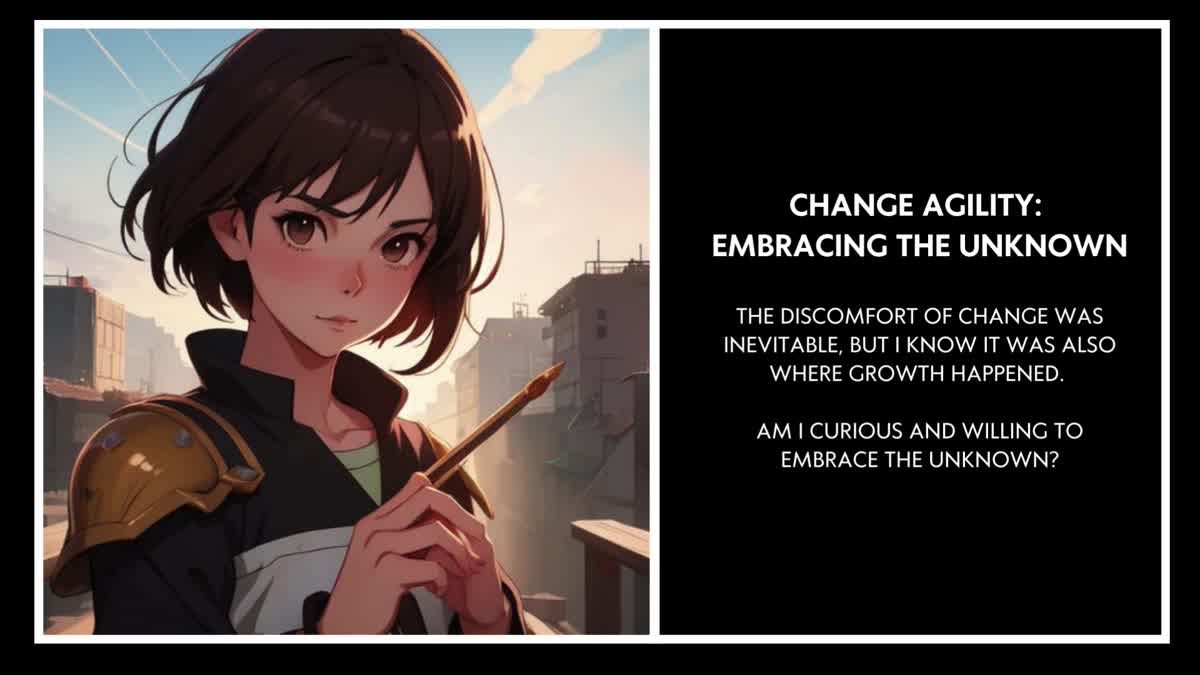 CHANGE AGILITY:
EMBRACING THE UNKNOWN
THE DISCOMFORT OF CHANGE WAS
INEVITABLE, BUT I KNOW IT WAS ALSO
WHERE GROWTH HAPPENED.
AM I CURIOUS AND WILLING TO
EMBRACE THE UNKNOWN?